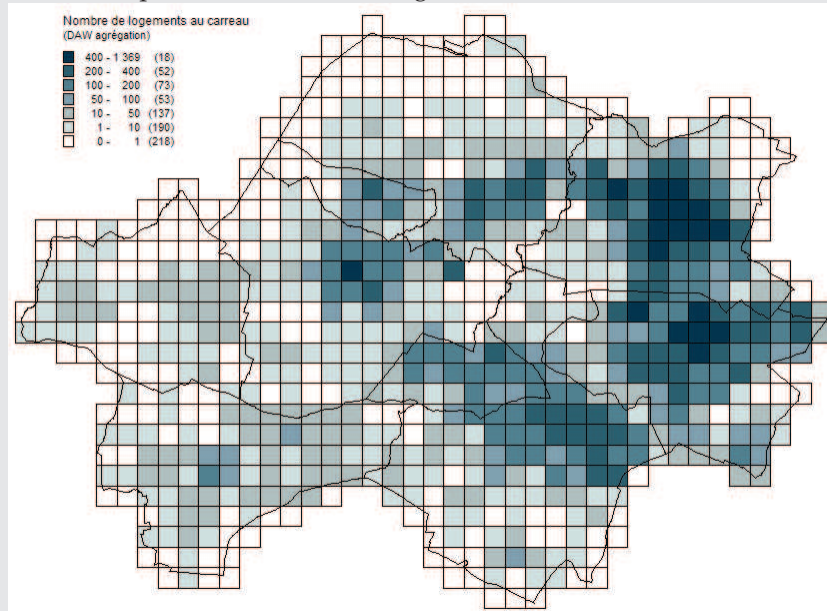 Nombre de logements au carreau
(DAW agrégation)
400 - 1 369 (18)
200 - 400 (52)
100 - 200 (73)
50 - 100 (53)
10 - 50 (137)
1 - 10 (190)
0 - 1 (218)